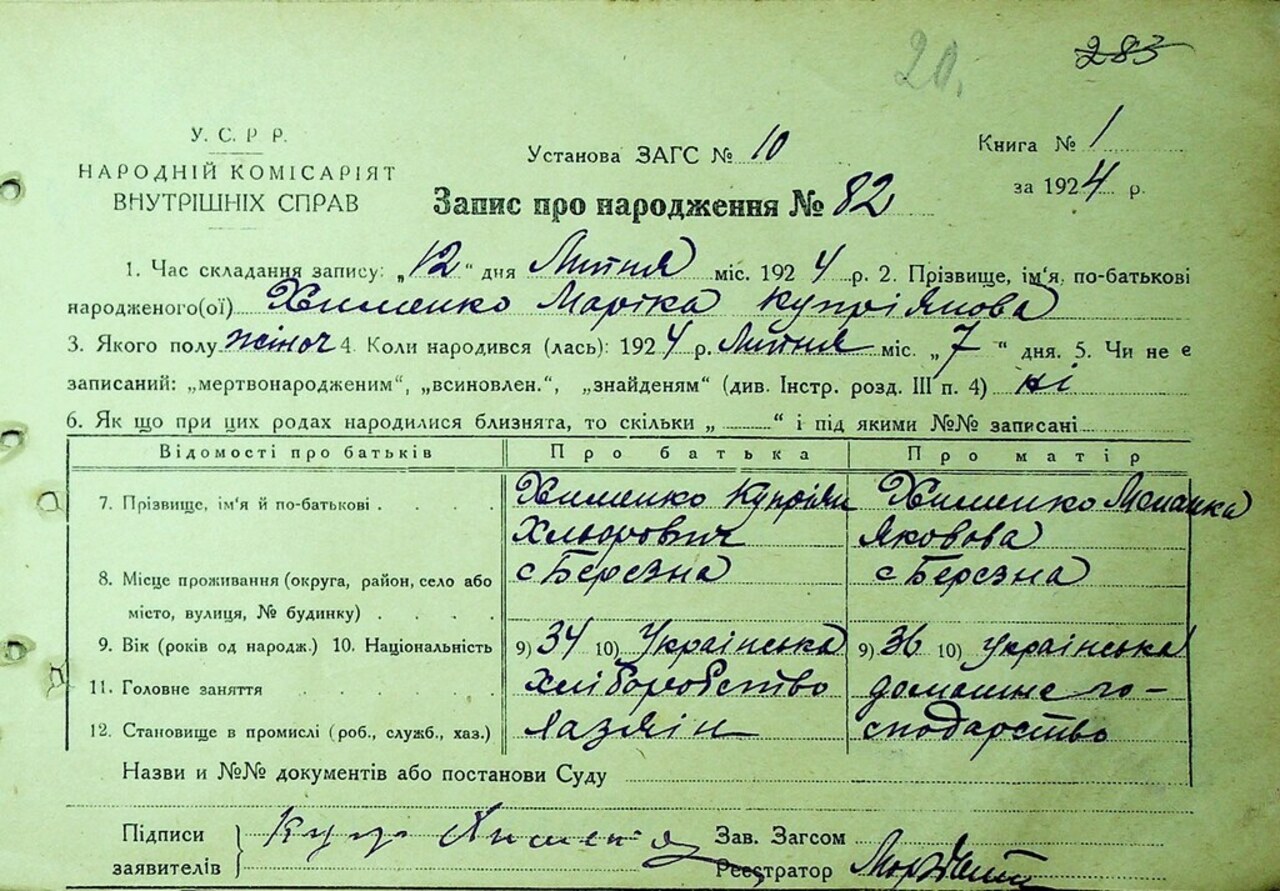 20.
283
У. С. Р Р.
НАРОДНІЙ КОМІСАРІЯТ
ВНУТРІШНІХ СПРАВ
Установа ЗАГС № 10
Книга № 1
за 1924 р.
Запис про народження № 82
1. Час складання запису: „12“ дня Липня міс. 1924 р. 2. Прізвище, ім'я, по-батькові
народженого(ої) Хименко Маріка Купріянова
3. Якого полу жіноч 4. Коли народився (лась): 1924 р. Липня міс. „7“ дня. 5. Чи не є
записаний: „мертвонародженим“, „всиновлен.“, „знайденям“ (див. Інстр. розд. III п. 4) ні
6. Як що при цих родах народилися близнята, то скільки „ “ і під якими №№ записані
Відомості про батьків Про батька Про матір
7. Прізвище, ім'я й по-батькові Хименко Купріян Хименко Меланка
Хльорович Яковова
8. Місце проживання (округа, район, село або с Березна с Березна
місто, вулиця, № будинку)
9. Вік (років од народж.) 10. Національність 9) 34 10) Українська 9) 36 10) Українська
11. Головне заняття Хліборобство домашне го-
12. Становище в промислі (роб., служб., хаз.) сподарство
Назви и №№ документів або постанови Суду
Підписи
заявителів
Зав. Загсом
Реєстратор